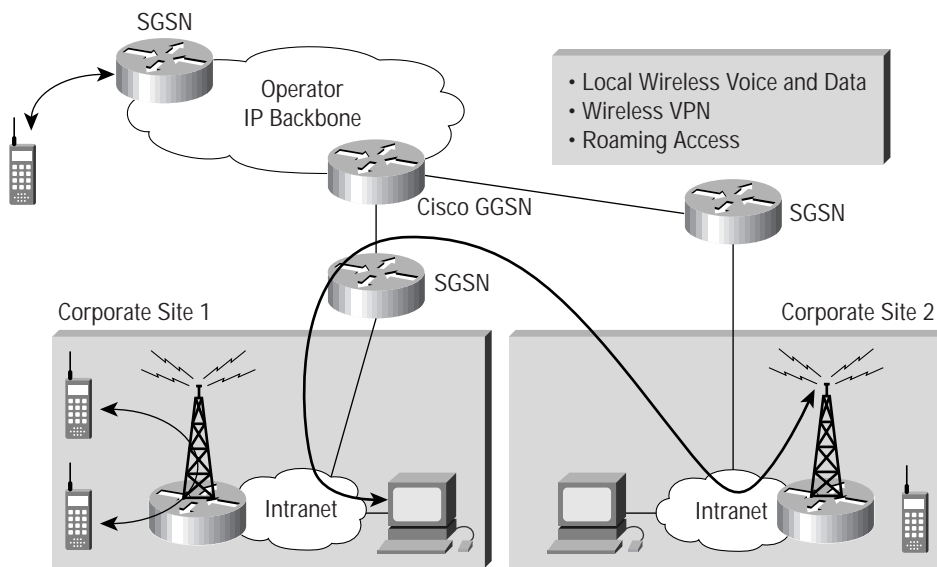 SGSN
Operator
IP Backbone
• Local Wireless Voice and Data
• Wireless VPN
• Roaming Access
Cisco GGSN
SGSN
SGSN
Corporate Site 1
Corporate Site 2
Intranet
Intranet